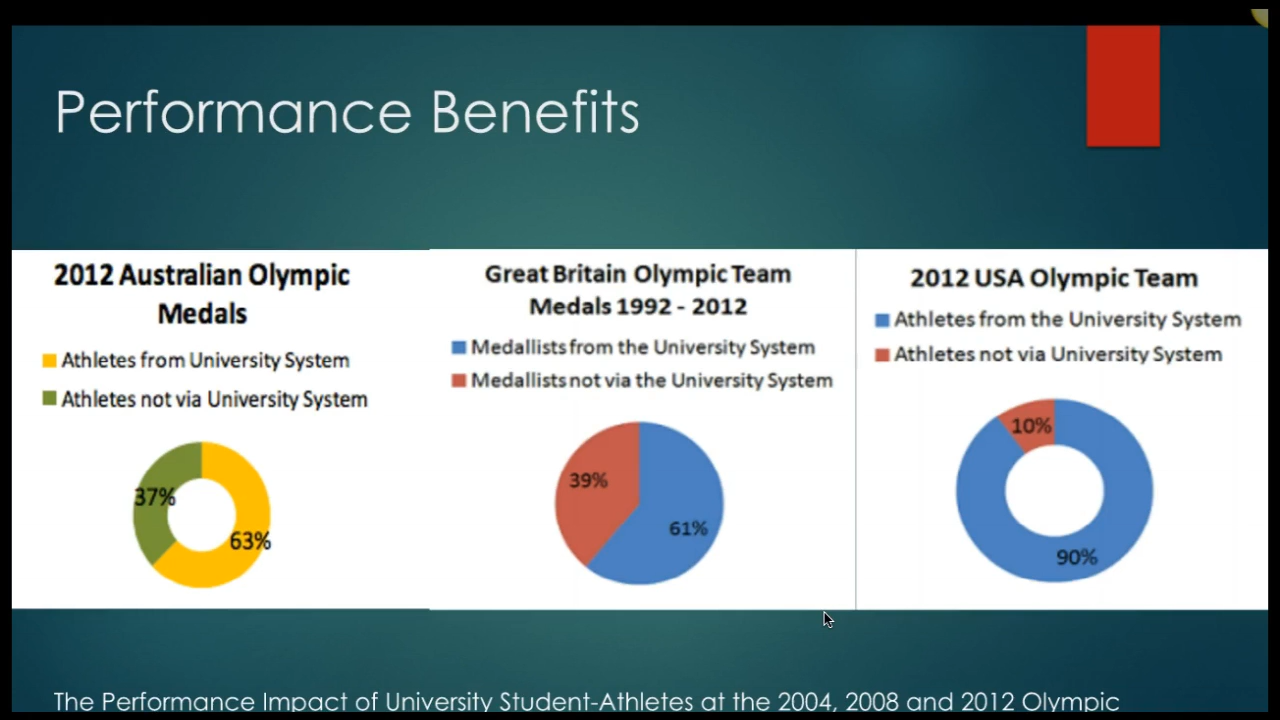 Performance Benefits
2012 Australian Olympic
Medals
Athletes from University System
Athletes not via University System
37%
63%
Great Britain Olympic Team
Medals 1992 - 2012
Medallists from the University System
Medallists not via the University System
39%
61%
2012 USA Olympic Team
Athletes from the University System
Athletes not via University System
10%
90%
The Performance Impact of University Student-Athletes at the 2004, 2008 and 2012 Olympic